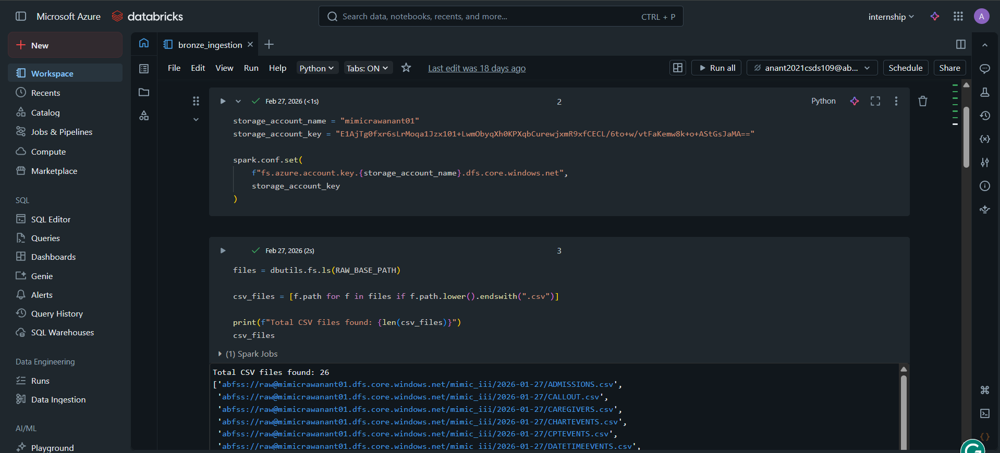 Microsoft Azure
databricks
Search data, notebooks, recents, and more...
CTRL + P
internship
A
New
Workspace
Recents
Catalog
Jobs & Pipelines
Compute
Marketplace
SQL
SQL Editor
Queries
Dashboards
Genie
Alerts
Query History
SQL Warehouses
Data Engineering
Runs
Data Ingestion
AI/ML
Playground
bronze_ingestion
File Edit View Run Help Python Tabs: ON Last edit was 18 days ago
Run all
anant2021csds109@ab...
Schedule
Share
Feb 27, 2026 (<1s)
2
Python
storage_account_name = "mimicrawanant01"
storage_account_key = "E1AjTg0fxr6sLrMoqa1Jzx101+LwmObyqXh0KPXqbCurewjxmR9xfCECL/6to+w/vtFaKemw8k+o+AStGsJaMA=="
spark.conf.set(
f"fs.azure.account.key.{storage_account_name}.dfs.core.windows.net",
storage_account_key
)
Feb 27, 2026 (2s)
3
files = dbutils.fs.ls(RAW_BASE_PATH)
csv_files = [f.path for f in files if f.path.lower().endswith(".csv")]
print(f"Total CSV files found: {len(csv_files)}")
csv_files
(1) Spark Jobs
Total CSV files found: 26
['abfss://raw@mimicrawanant01.dfs.core.windows.net/mimic_iii/2026-01-27/ADMISSIONS.csv',
'abfss://raw@mimicrawanant01.dfs.core.windows.net/mimic_iii/2026-01-27/CALLOUT.csv',
'abfss://raw@mimicrawanant01.dfs.core.windows.net/mimic_iii/2026-01-27/CAREGIVERS.csv',
'abfss://raw@mimicrawanant01.dfs.core.windows.net/mimic_iii/2026-01-27/CHARTEVENTS.csv',
'abfss://raw@mimicrawanant01.dfs.core.windows.net/mimic_iii/2026-01-27/CPTEVENTS.csv',
'abfss://raw@mimicrawanant01.dfs.core.windows.net/mimic_iii/2026-01-27/DATETIMEEVENTS.csv',